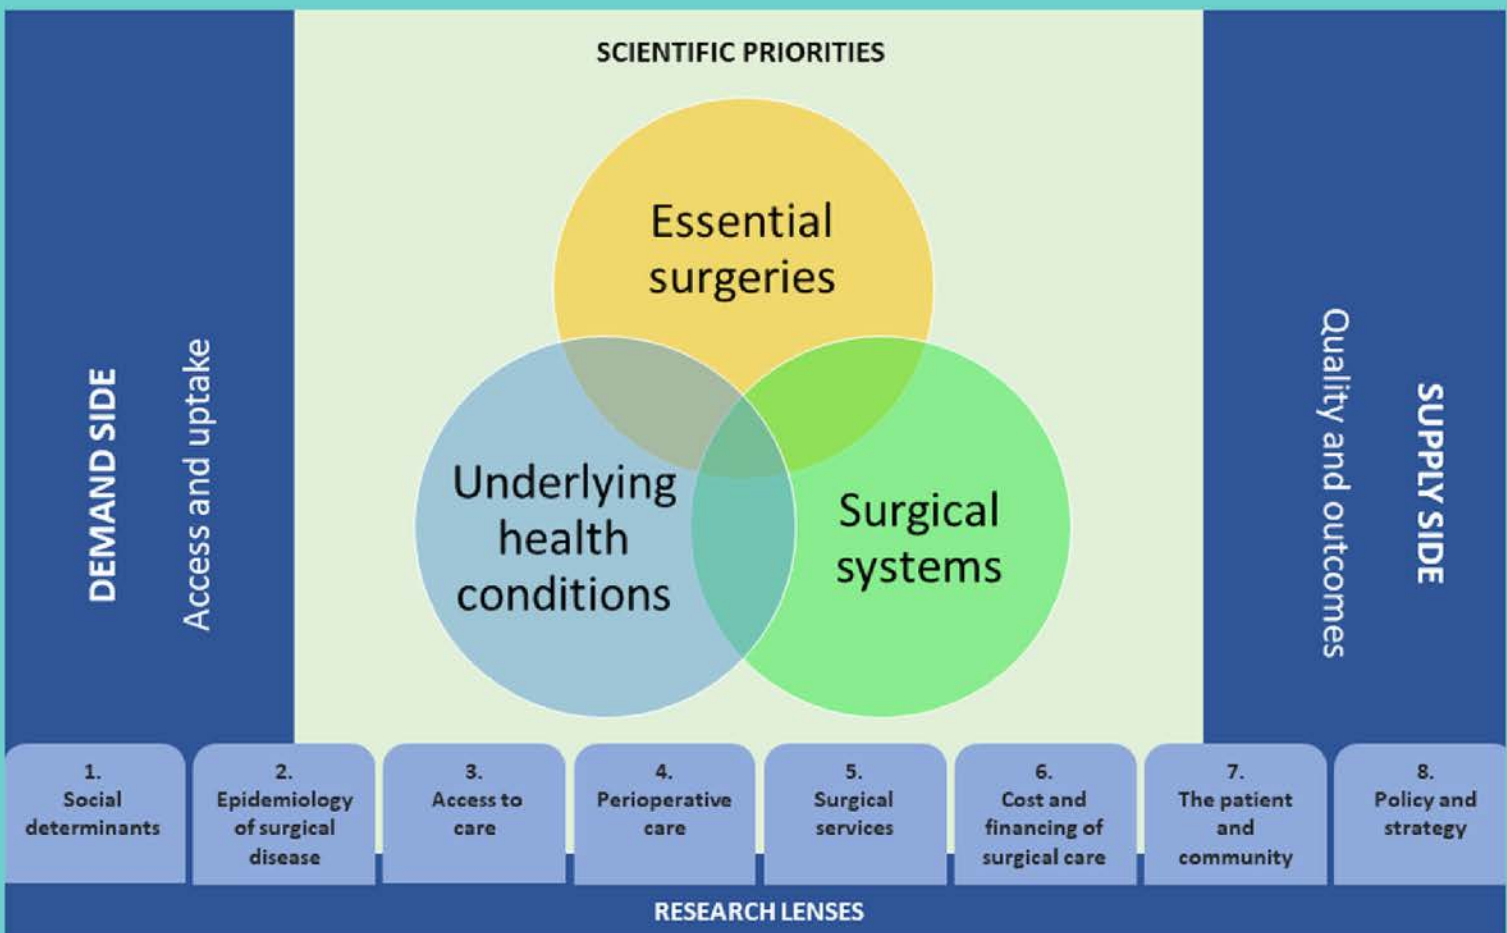 SCIENTIFIC PRIORITIES
DEMAND SIDE
Access and uptake
Essential
surgeries
Underlying
health
conditions
Surgical
systems
Quality and outcomes
SUPPLY SIDE
1.
Social
determinants
2.
Epidemiology
of surgical
disease
3.
Access to
care
4.
Perioperative
care
5.
Surgical
services
6.
Cost and
financing of
surgical care
7.
The patient
and
community
8.
Policy and
strategy
RESEARCH LENSES